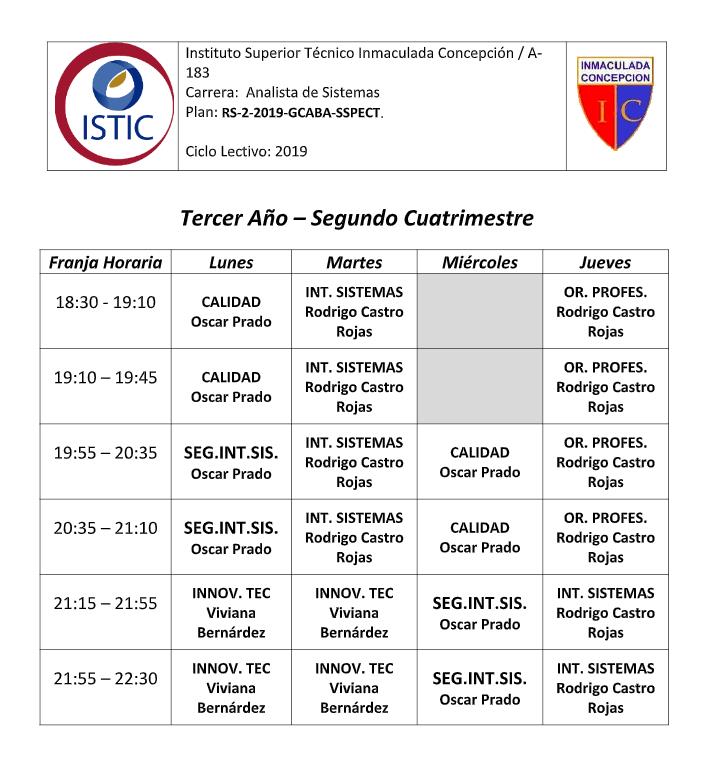 ISTIC
Instituto Superior Técnico Inmaculada Concepción / A-
183
Carrera: Analista de Sistemas
Plan: RS-2-2019-GCABA-SSPECT.
Ciclo Lectivo: 2019
INMACULADA
CONCEPCION
I C
Tercer Año – Segundo Cuatrimestre
Franja Horaria Lunes Martes Miércoles Jueves
18:30 - 19:10
CALIDAD
Oscar Prado
INT. SISTEMAS
Rodrigo Castro
Rojas
OR. PROFES.
Rodrigo Castro
Rojas
19:10 – 19:45
CALIDAD
Oscar Prado
INT. SISTEMAS
Rodrigo Castro
Rojas
OR. PROFES.
Rodrigo Castro
Rojas
19:55 – 20:35
SEG.INT.SIS.
Oscar Prado
INT. SISTEMAS
Rodrigo Castro
Rojas
CALIDAD
Oscar Prado
OR. PROFES.
Rodrigo Castro
Rojas
20:35 – 21:10
SEG.INT.SIS.
Oscar Prado
INT. SISTEMAS
Rodrigo Castro
Rojas
CALIDAD
Oscar Prado
OR. PROFES.
Rodrigo Castro
Rojas
21:15 – 21:55
INNOV. TEC
Viviana
Bernárdez
INNOV. TEC
Viviana
Bernárdez
SEG.INT.SIS.
Oscar Prado
INT. SISTEMAS
Rodrigo Castro
Rojas
21:55 – 22:30
INNOV. TEC
Viviana
Bernárdez
INNOV. TEC
Viviana
Bernárdez
SEG.INT.SIS.
Oscar Prado
INT. SISTEMAS
Rodrigo Castro
Rojas